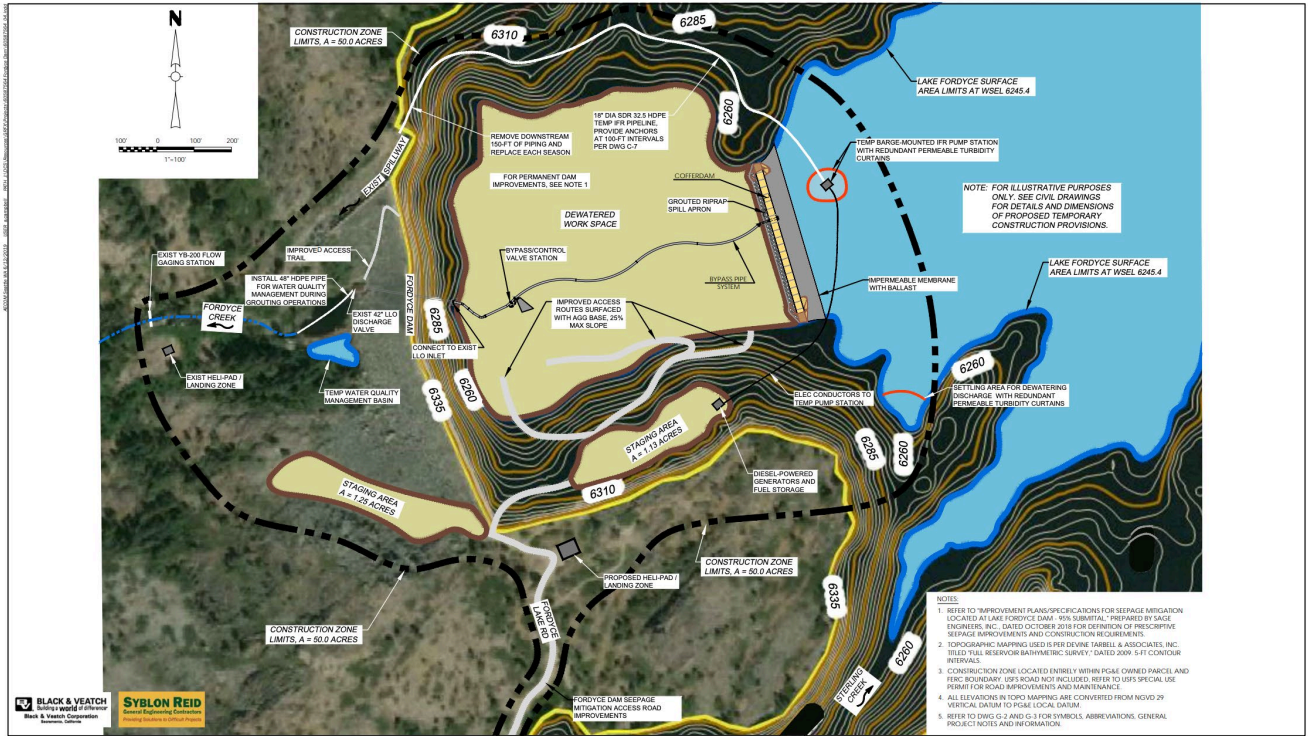 N
100' 0 100' 200'
1"=100'
CONSTRUCTION ZONE
LIMITS, A = 50.0 ACRES
6310
6285
LAKE FORDYCE SURFACE
AREA LIMITS AT WSEL 6245.4
6260
18" DIA SDR 32.5 HDPE
TEMP IFR PIPELINE,
PROVIDE ANCHORS
AT 100-FT INTERVALS
PER DWG C-7
REMOVE DOWNSTREAM
150-FT OF PIPING AND
REPLACE EACH SEASON
TEMP BARGE-MOUNTED IFR PUMP STATION
WITH REDUNDANT PERMEABLE TURBIDITY
CURTAINS
FOR PERMANENT DAM
IMPROVEMENTS, SEE NOTE 1
COFFERDAM
GROUTED RIPRAP
SPILL APRON
NOTE: FOR ILLUSTRATIVE PURPOSES
ONLY. SEE CIVIL DRAWINGS
FOR DETAILS AND DIMENSIONS
OF PROPOSED TEMPORARY
CONSTRUCTION PROVISIONS.
EXIST SPILLWAY
DEWATERED
WORK SPACE
EXIST YB-200 FLOW
GAGING STATION
IMPROVED ACCESS
TRAIL
BYPASS/CONTROL
VALVE STATION
LAKE FORDYCE SURFACE
AREA LIMITS AT WSEL 6245.4
INSTALL 48" HDPE PIPE
FOR WATER QUALITY
MANAGEMENT DURING
GROUTING OPERATIONS
BYPASS PIPE
SYSTEM
IMPERMEABLE MEMBRANE
WITH BALLAST
FORDYCE DAM
FORDYCE
CREEK
EXIST 42" LLO
DISCHARGE
VALVE
6285
IMPROVED ACCESS
ROUTES SURFACED
WITH AGG BASE, 25%
MAX SLOPE
CONNECT TO EXIST
LLO INLET
EXIST HELI-PAD /
LANDING ZONE
TEMP WATER QUALITY
MANAGEMENT BASIN
6335
6260
6260
ELEC CONDUCTORS TO
TEMP PUMP STATION
SETTLING AREA FOR DEWATERING
DISCHARGE WITH REDUNDANT
PERMEABLE TURBIDITY CURTAINS
STAGING AREA
A = 1.13 ACRES
6285
6260
DIESEL-POWERED
GENERATORS AND
FUEL STORAGE
STAGING AREA
A = 1.25 ACRES
6310
CONSTRUCTION ZONE
LIMITS, A = 50.0 ACRES
PROPOSED HELI-PAD /
LANDING ZONE
6335
FORDYCE
LAKE RD
CONSTRUCTION ZONE
LIMITS, A = 50.0 ACRES
6260
STERLING
CREEK
FORDYCE DAM SEEPAGE
MITIGATION ACCESS ROAD
IMPROVEMENTS
NOTES:
1. REFER TO "IMPROVEMENT PLANS/SPECIFICATIONS FOR SEEPAGE MITIGATION
LOCATED AT LAKE FORDYCE DAM - 95% SUBMITTAL," PREPARED BY SAGE
ENGINEERS, INC., DATED OCTOBER 2018 FOR DEFINITION OF PRESCRIPTIVE
SEEPAGE IMPROVEMENTS AND CONSTRUCTION REQUIREMENTS.
2. TOPOGRAPHIC MAPPING USED IS PER DEVINE TARBELL & ASSOCIATES, INC.
TITLED "FULL RESERVOIR BATHYMETRIC SURVEY," DATED 2009. 5-FT CONTOUR
INTERVALS.
3. CONSTRUCTION ZONE LOCATED ENTIRELY WITHIN PG&E OWNED PARCEL AND
FERC BOUNDARY. USFS ROAD NOT INCLUDED, REFER TO USFS SPECIAL USE
PERMIT FOR ROAD IMPROVEMENTS AND MAINTENANCE.
4. ALL ELEVATIONS IN TOPO MAPPING ARE CONVERTED FROM NGVD 29
VERTICAL DATUM TO PG&E LOCAL DATUM.
5. REFER TO DWG G-2 AND G-3 FOR SYMBOLS, ABBREVIATIONS, GENERAL
PROJECT NOTES AND INFORMATION.
BLACK & VEATCH
Building a world of difference
Black & Veatch Corporation
Sacramento, California
SYBLON REID
General Engineering Contractors
Providing Solutions to Difficult Projects